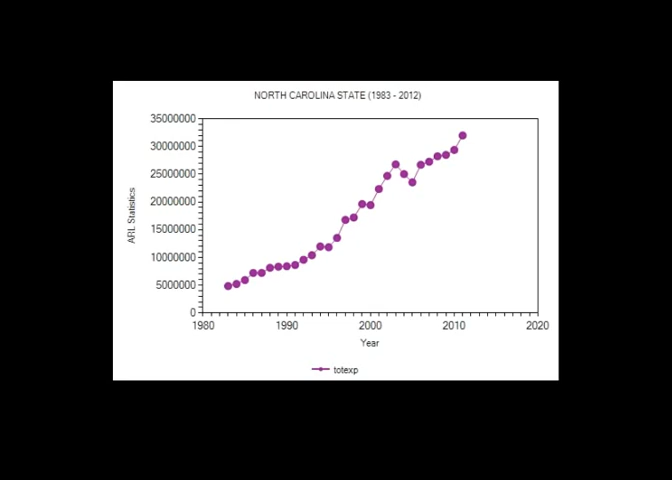 NORTH CAROLINA STATE (1983 - 2012)
35000000
30000000
25000000
20000000
15000000
10000000
5000000
0
ARL Statistics
1980 1990 2000 2010 2020
Year
totexp